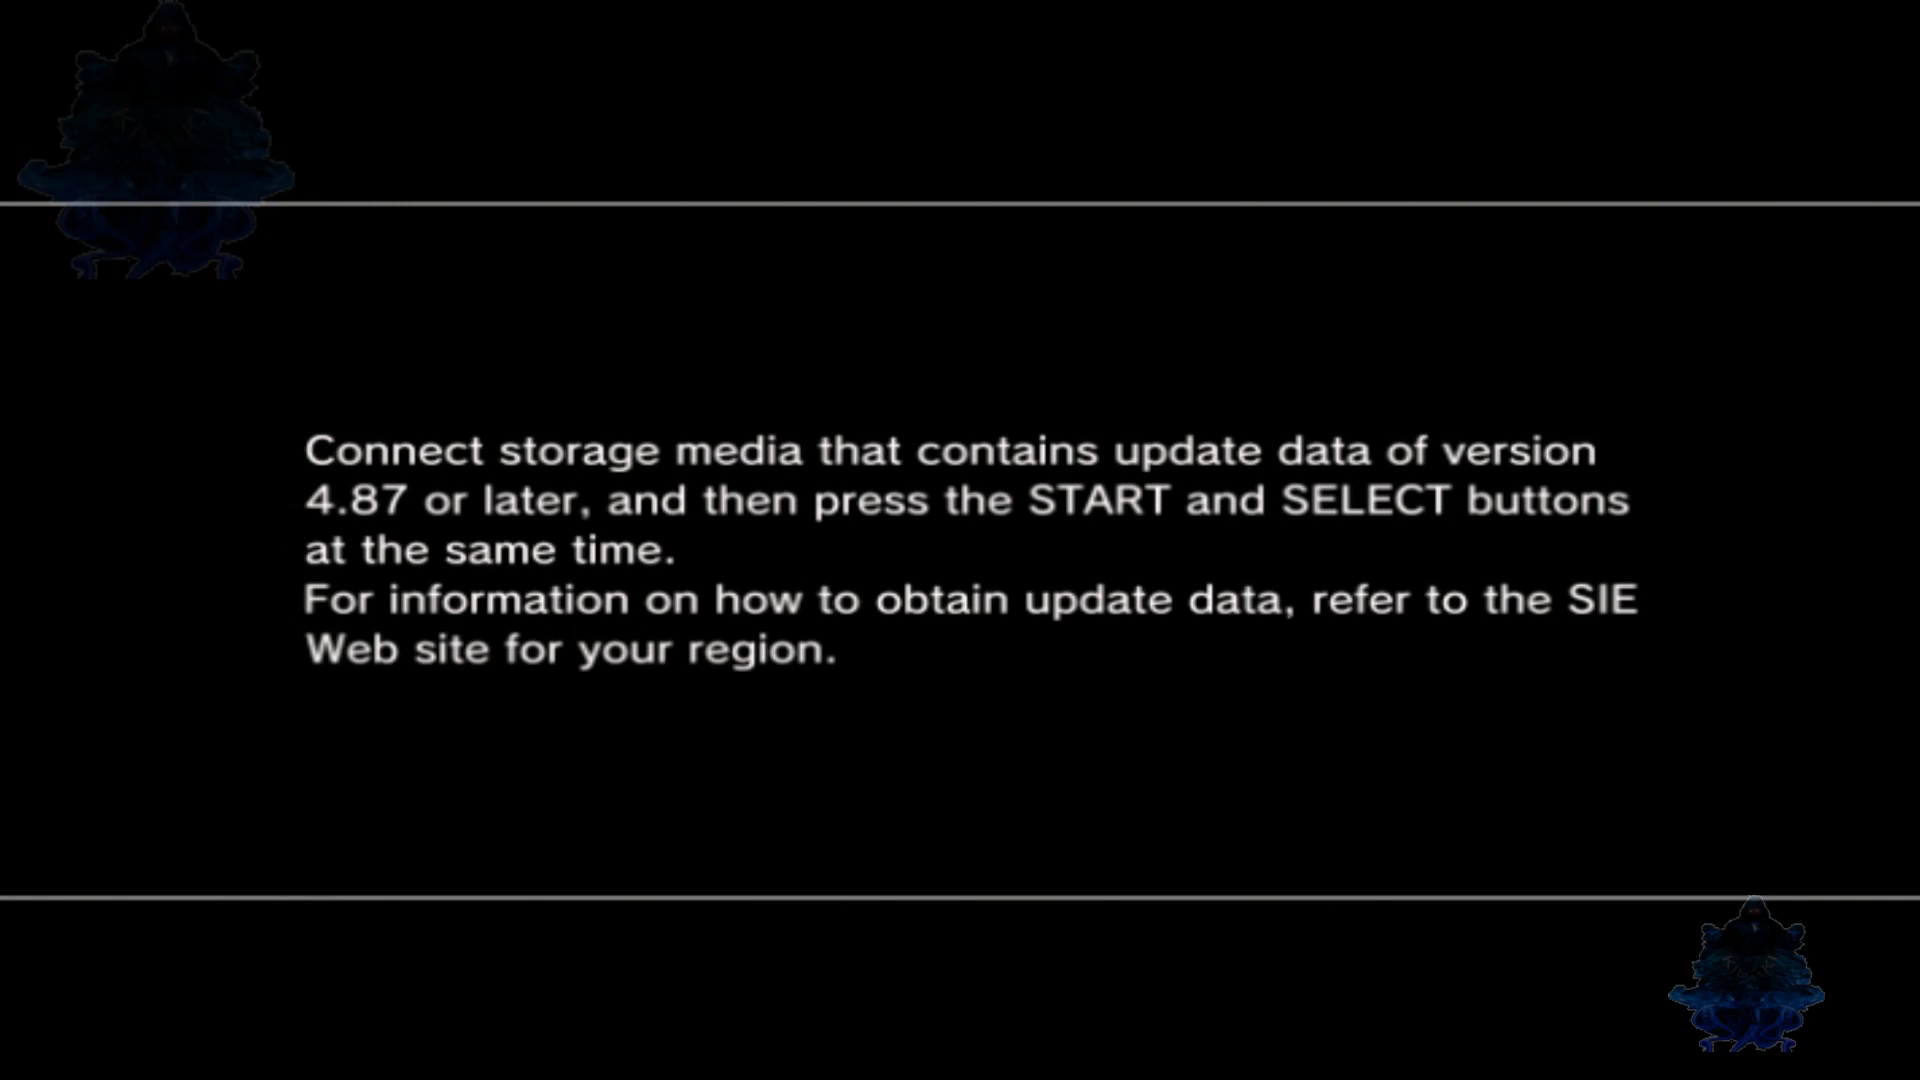 Connect storage media that contains update data of version
4.87 or later, and then press the START and SELECT buttons
at the same time.
For information on how to obtain update data, refer to the SIE
Web site for your region.